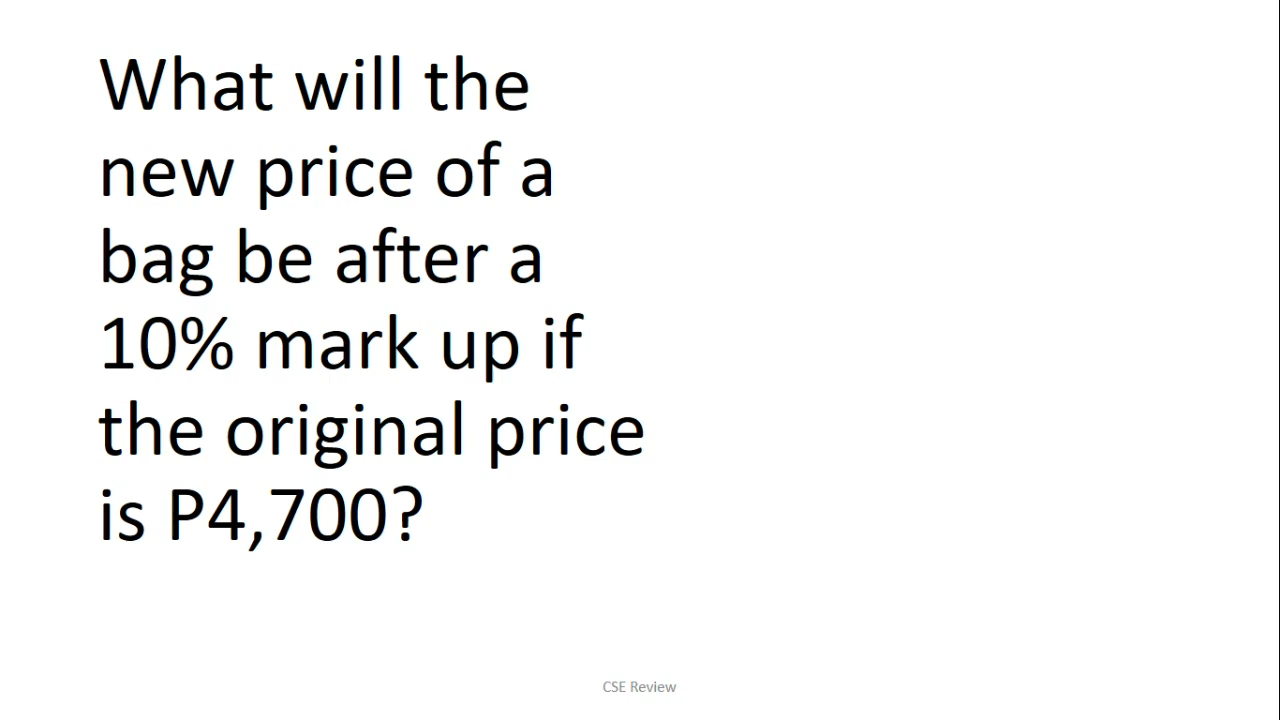 What will the
new price of a
bag be after a
10% mark up if
the original price
is P4,700?
CSE Review